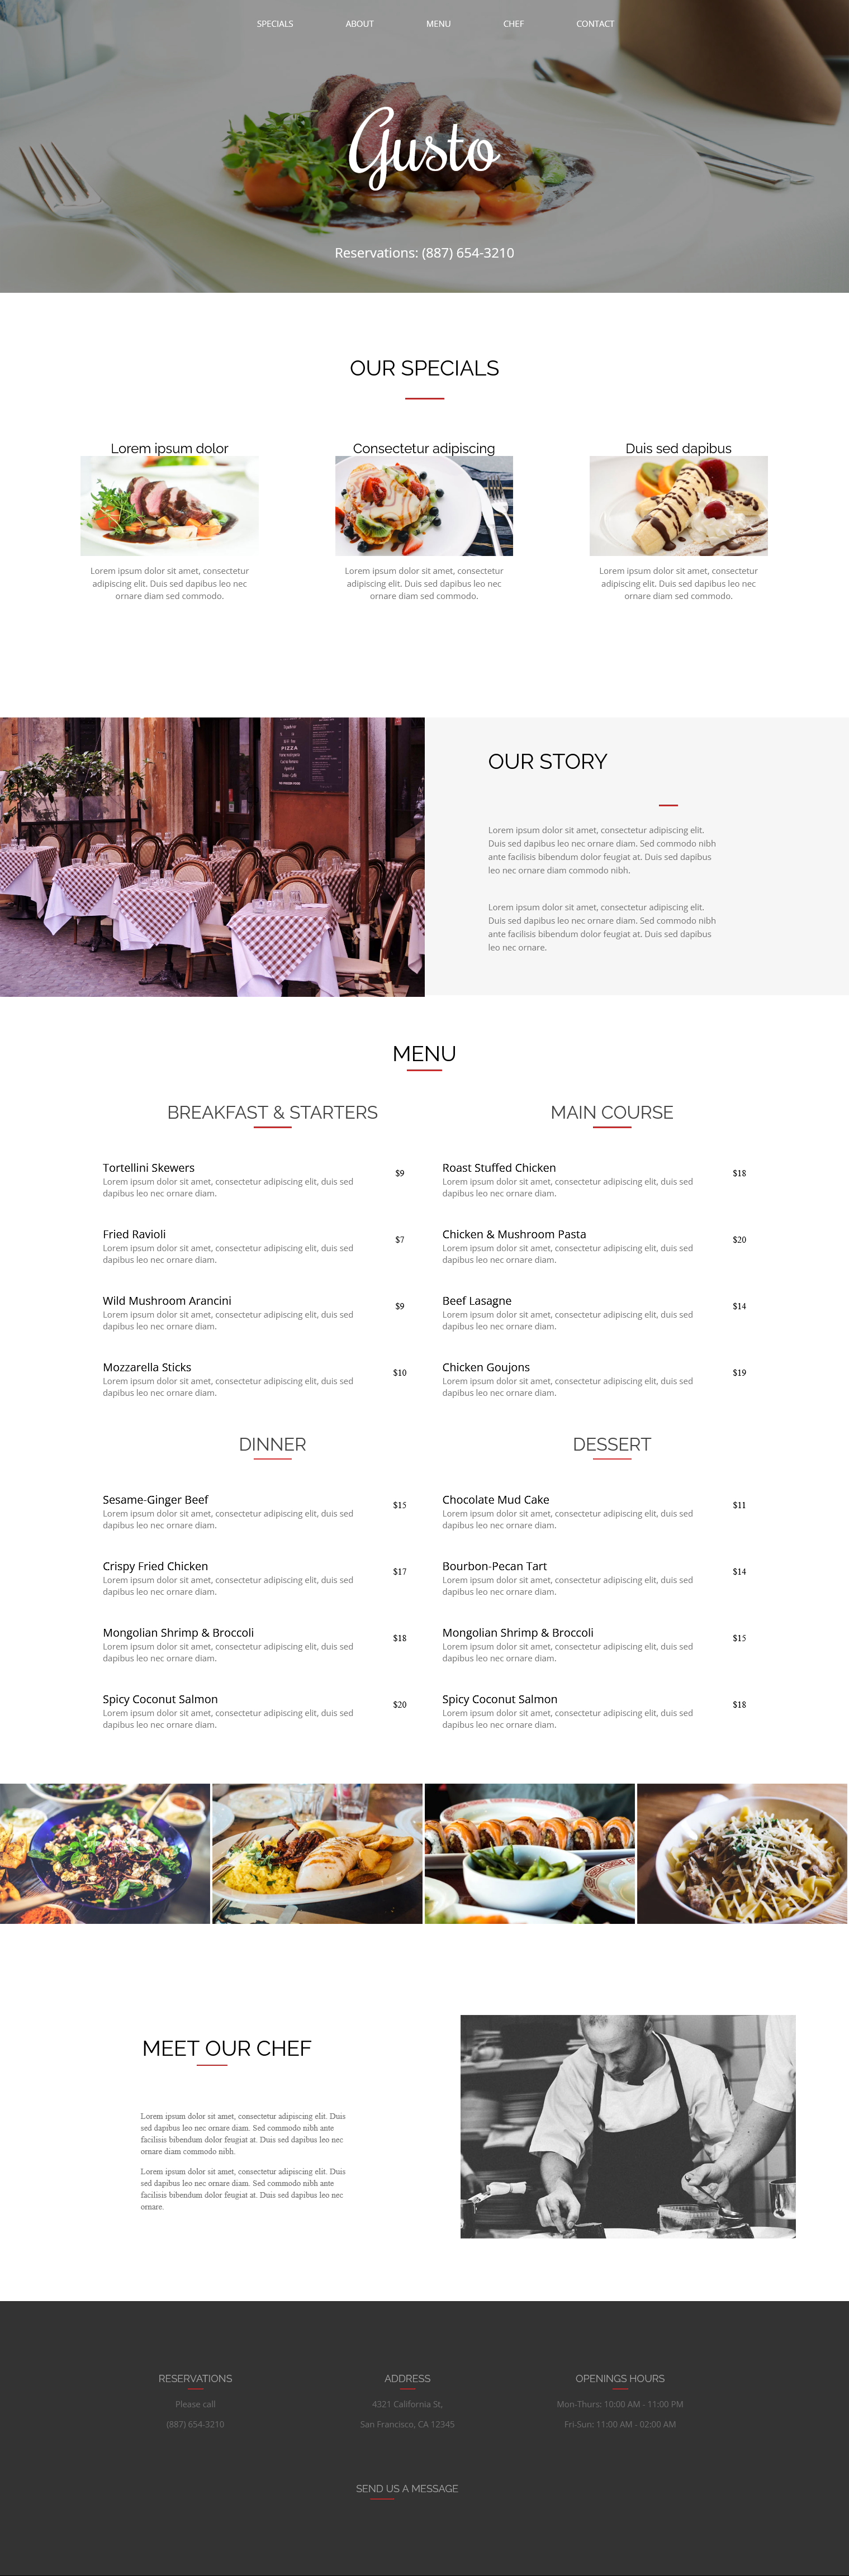 SPECIALS ABOUT MENU CHEF CONTACT
Gusto
Reservations: (887) 654-3210
OUR SPECIALS
Lorem ipsum dolor
Lorem ipsum dolor sit amet, consectetur
adipiscing elit. Duis sed dapibus leo nec
ornare diam sed commodo.
Consectetur adipiscing
Lorem ipsum dolor sit amet, consectetur
adipiscing elit. Duis sed dapibus leo nec
ornare diam sed commodo.
Duis sed dapibus
Lorem ipsum dolor sit amet, consectetur
adipiscing elit. Duis sed dapibus leo nec
ornare diam sed commodo.
PIZZA
OUR STORY
Lorem ipsum dolor sit amet, consectetur adipiscing elit.
Duis sed dapibus leo nec ornare diam. Sed commodo nibh
ante facilisis bibendum dolor feugiat at. Duis sed dapibus
leo nec ornare diam commodo nibh.
Lorem ipsum dolor sit amet, consectetur adipiscing elit.
Duis sed dapibus leo nec ornare diam. Sed commodo nibh
ante facilisis bibendum dolor feugiat at. Duis sed dapibus
leo nec ornare.
MENU
BREAKFAST & STARTERS
Tortellini Skewers $9
Lorem ipsum dolor sit amet, consectetur adipiscing elit, duis sed
dapibus leo nec ornare diam.
Fried Ravioli $7
Lorem ipsum dolor sit amet, consectetur adipiscing elit, duis sed
dapibus leo nec ornare diam.
Wild Mushroom Arancini $9
Lorem ipsum dolor sit amet, consectetur adipiscing elit, duis sed
dapibus leo nec ornare diam.
Mozzarella Sticks $10
Lorem ipsum dolor sit amet, consectetur adipiscing elit, duis sed
dapibus leo nec ornare diam.
MAIN COURSE
Roast Stuffed Chicken $18
Lorem ipsum dolor sit amet, consectetur adipiscing elit, duis sed
dapibus leo nec ornare diam.
Chicken & Mushroom Pasta $20
Lorem ipsum dolor sit amet, consectetur adipiscing elit, duis sed
dapibus leo nec ornare diam.
Beef Lasagne $14
Lorem ipsum dolor sit amet, consectetur adipiscing elit, duis sed
dapibus leo nec ornare diam.
Chicken Goujons $19
Lorem ipsum dolor sit amet, consectetur adipiscing elit, duis sed
dapibus leo nec ornare diam.
DINNER
Sesame-Ginger Beef $15
Lorem ipsum dolor sit amet, consectetur adipiscing elit, duis sed
dapibus leo nec ornare diam.
Crispy Fried Chicken $17
Lorem ipsum dolor sit amet, consectetur adipiscing elit, duis sed
dapibus leo nec ornare diam.
Mongolian Shrimp & Broccoli $18
Lorem ipsum dolor sit amet, consectetur adipiscing elit, duis sed
dapibus leo nec ornare diam.
Spicy Coconut Salmon $20
Lorem ipsum dolor sit amet, consectetur adipiscing elit, duis sed
dapibus leo nec ornare diam.
DESSERT
Chocolate Mud Cake $11
Lorem ipsum dolor sit amet, consectetur adipiscing elit, duis sed
dapibus leo nec ornare diam.
Bourbon-Pecan Tart $14
Lorem ipsum dolor sit amet, consectetur adipiscing elit, duis sed
dapibus leo nec ornare diam.
Mongolian Shrimp & Broccoli $15
Lorem ipsum dolor sit amet, consectetur adipiscing elit, duis sed
dapibus leo nec ornare diam.
Spicy Coconut Salmon $18
Lorem ipsum dolor sit amet, consectetur adipiscing elit, duis sed
dapibus leo nec ornare diam.
MEET OUR CHEF
Lorem ipsum dolor sit amet, consectetur adipiscing elit. Duis
sed dapibus leo nec ornare diam. Sed commodo nibh ante
facilisis bibendum dolor feugiat at. Duis sed dapibus leo nec
ornare diam commodo nibh.
Lorem ipsum dolor sit amet, consectetur adipiscing elit. Duis
sed dapibus leo nec ornare diam. Sed commodo nibh ante
facilisis bibendum dolor feugiat at. Duis sed dapibus leo nec
ornare.
RESERVATIONS
Please call
(887) 654-3210
ADDRESS
4321 California St,
San Francisco, CA 12345
OPENINGS HOURS
Mon-Thurs: 10:00 AM - 11:00 PM
Fri-Sun: 11:00 AM - 02:00 AM
SEND US A MESSAGE